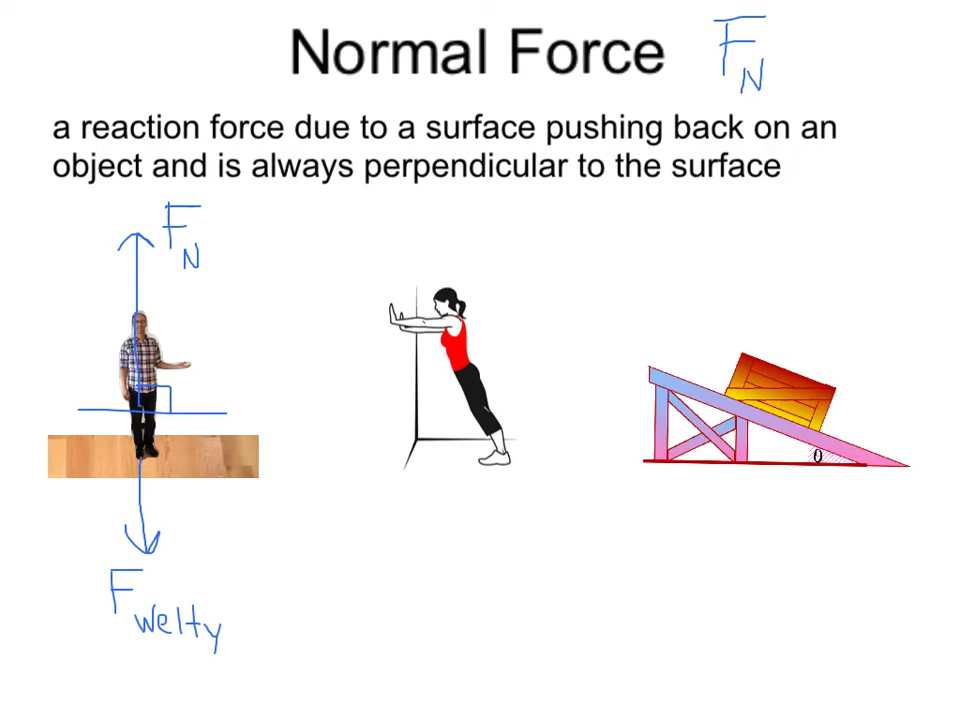 Normal Force F_N
a reaction force due to a surface pushing back on an
object and is always perpendicular to the surface
F_N
θ
F_welty